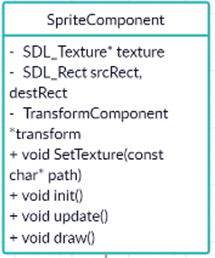 SpriteComponent
- SDL_Texture* texture
- SDL_Rect srcRect,
destRect
- TransformComponent
*transform
+ void SetTexture(const
char* path)
+ void init()
+ void update()
+ void draw()